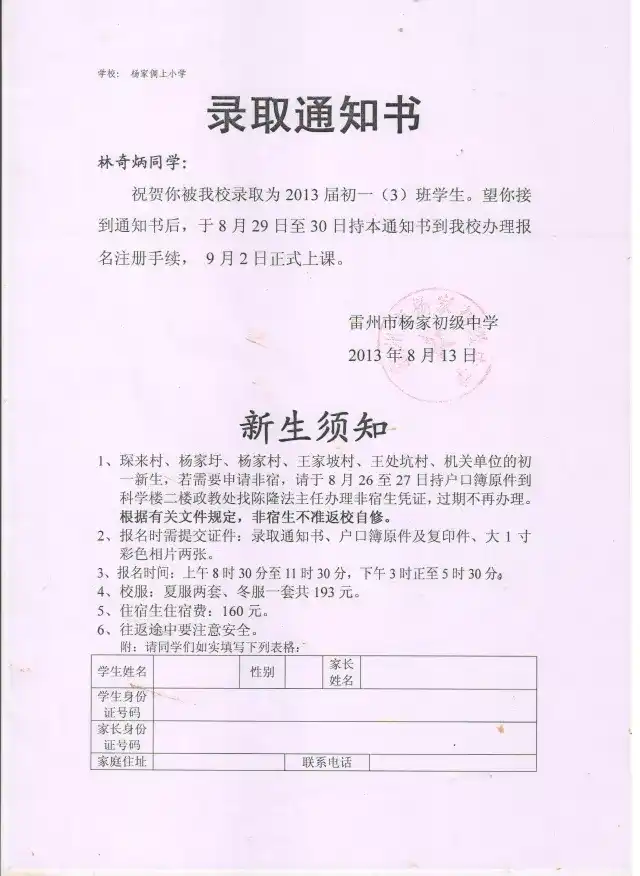 学校： 杨家偶上小学
录取通知书
林奇炳同学：
祝贺你被我校录取为 2013 届初一（3）班学生。望你接
到通知书后，于 8 月 29 日至 30 日持本通知书到我校办理报
名注册手续， 9 月 2 日正式上课。
雷州市杨家初级中学
2013 年 8 月 13 日
新生须知
1、琛来村、杨家圩、杨家村、王家坡村、王处坑村、机关单位的初
一新生，若需要申请非宿，请于 8 月 26 至 27 日持户口簿原件到
科学楼二楼政教处找陈隆法主任办理非宿生凭证，过期不再办理。
根据有关文件规定，非宿生不准返校自修。
2、报名时需提交证件：录取通知书、户口簿原件及复印件、大 1 寸
彩色相片两张。
3、报名时间：上午 8 时 30 分至 11 时 30 分，下午 3 时正至 5 时 30 分。
4、校服：夏服两套、冬服一套共 193 元。
5、住宿生住宿费：160 元。
6、往返途中要注意安全。
附：请同学们如实填写下列表格：
学生姓名 性别 家长
姓名
学生身份
证号码
家长身份
证号码
家庭住址 联系电话